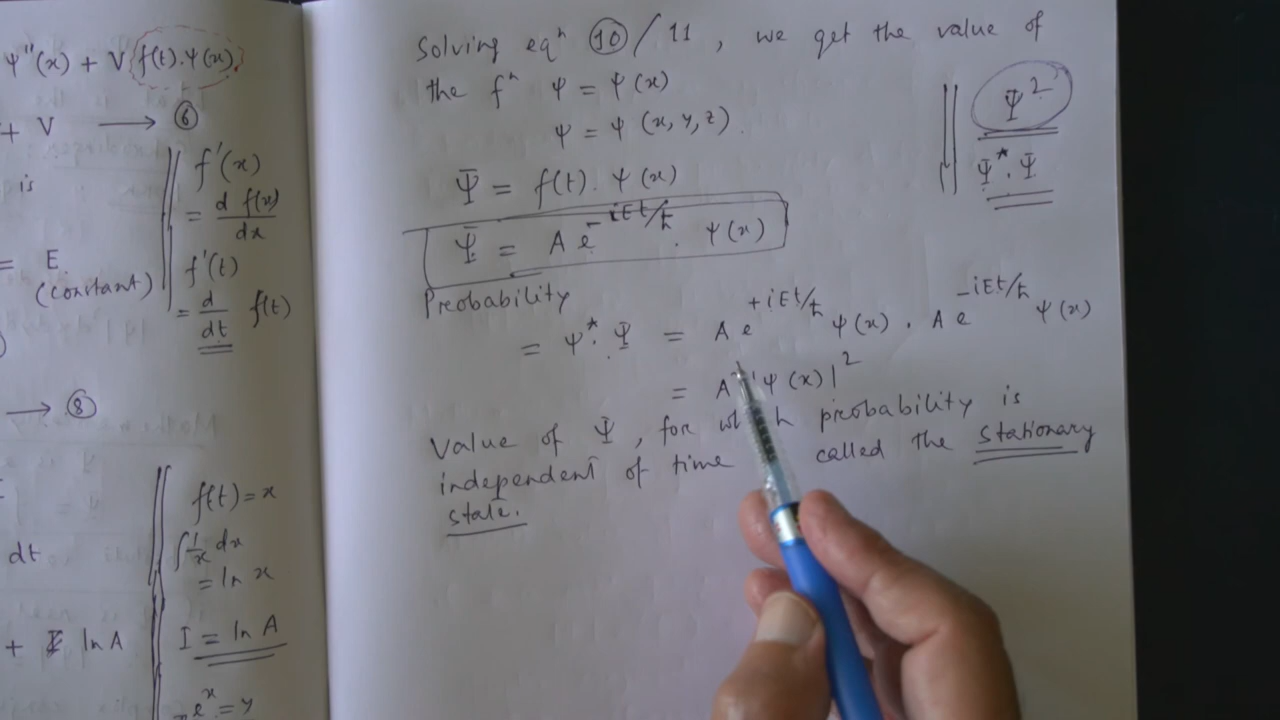 ψ"(x) + V f(t).ψ(x).
+ V ⟶ ⑥
is
= E.
(constant)
⟶ ⑧
dt
+ I ln A
f'(x)
= d f(x)/dx
f'(t)
= d/dt f(t)
f(t) = x
∫ 1/x dx
= ln x
I = ln A
e^x = y
Solving eqⁿ ⑩ / 11 , we get the value of
the fⁿ ψ = ψ(x)
ψ = ψ (x, y, z).
Ψ = f(t). ψ(x)
Ψ = A e^{-iEt/ħ} . ψ(x)
Ψ²
Ψ*.Ψ
Probability
= Ψ*.Ψ = A e^{+iEt/ħ} ψ(x) . A e^{-iEt/ħ} ψ(x)
= A² |ψ(x)|²
Value of Ψ, for which probability is
independent of time called the stationary
state.